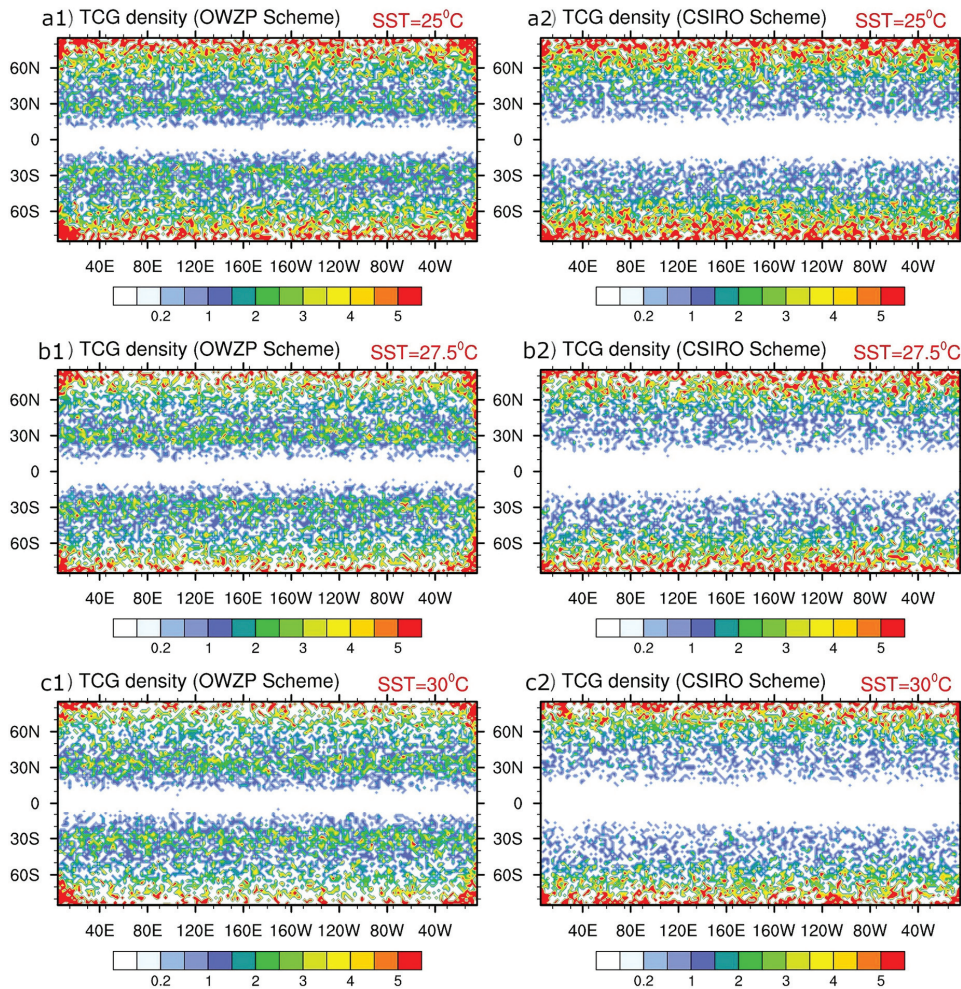 a1) TCG density (OWZP Scheme) SST=25⁰C
60N
30N
0
30S
60S
40E 80E 120E 160E 160W 120W 80W 40W
0.2 1 2 3 4 5
a2) TCG density (CSIRO Scheme) SST=25⁰C
60N
30N
0
30S
60S
40E 80E 120E 160E 160W 120W 80W 40W
0.2 1 2 3 4 5
b1) TCG density (OWZP Scheme) SST=27.5⁰C
60N
30N
0
30S
60S
40E 80E 120E 160E 160W 120W 80W 40W
0.2 1 2 3 4 5
b2) TCG density (CSIRO Scheme) SST=27.5⁰C
60N
30N
0
30S
60S
40E 80E 120E 160E 160W 120W 80W 40W
0.2 1 2 3 4 5
c1) TCG density (OWZP Scheme) SST=30⁰C
60N
30N
0
30S
60S
40E 80E 120E 160E 160W 120W 80W 40W
0.2 1 2 3 4 5
c2) TCG density (CSIRO Scheme) SST=30⁰C
60N
30N
0
30S
60S
40E 80E 120E 160E 160W 120W 80W 40W
0.2 1 2 3 4 5